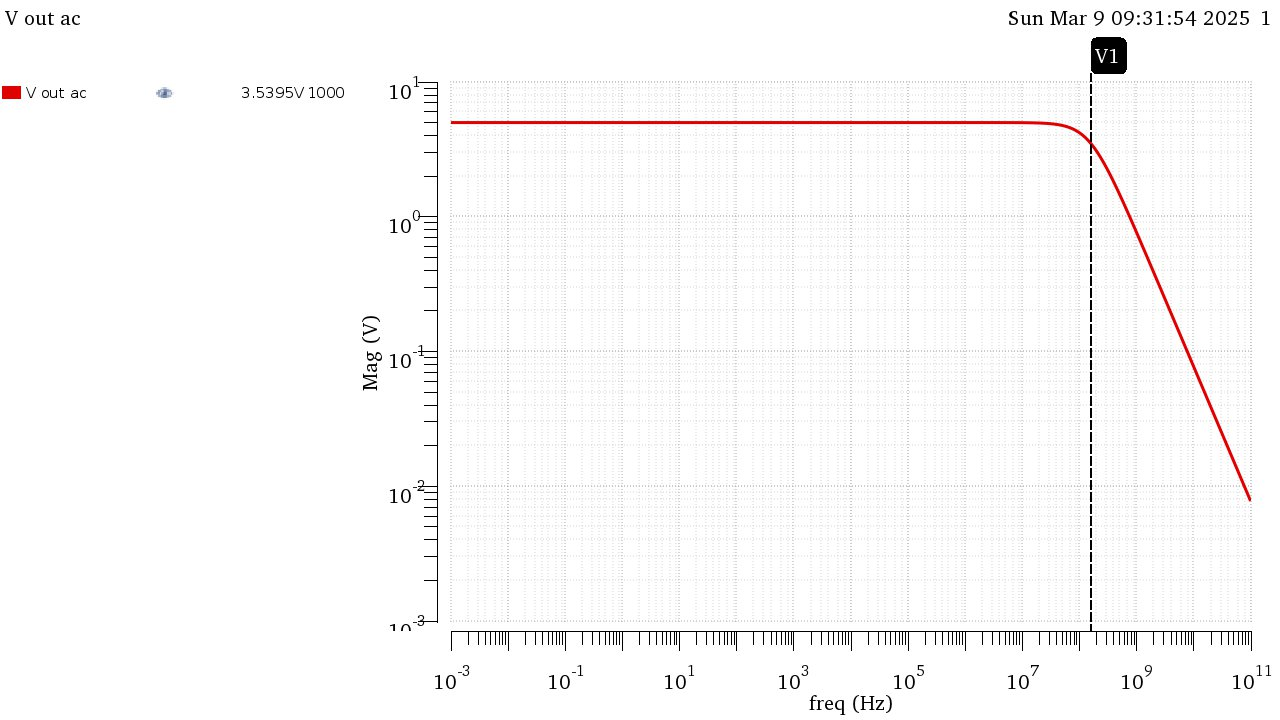 V out ac
Sun Mar 9 09:31:54 2025 1
V1
V out ac 3.5395V 1000
10^1
10^0
10^-1
10^-2
10^-3
Mag (V)
10^-3 10^-1 10^1 10^3 10^5 10^7 10^9 10^11
freq (Hz)